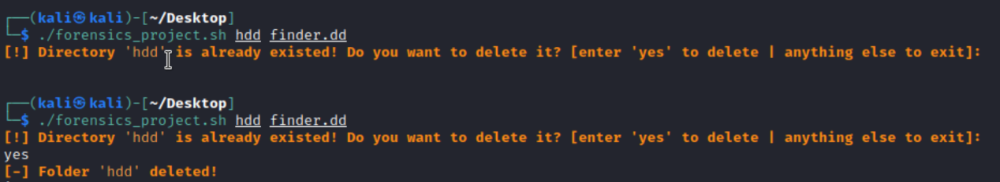 ┌──(kali㉿kali)-[~/Desktop]
└─$ ./forensics_project.sh hdd finder.dd
[!] Directory 'hdd' is already existed! Do you want to delete it? [enter 'yes' to delete | anything else to exit]:
┌──(kali㉿kali)-[~/Desktop]
└─$ ./forensics_project.sh hdd finder.dd
[!] Directory 'hdd' is already existed! Do you want to delete it? [enter 'yes' to delete | anything else to exit]:
yes
[-] Folder 'hdd' deleted!